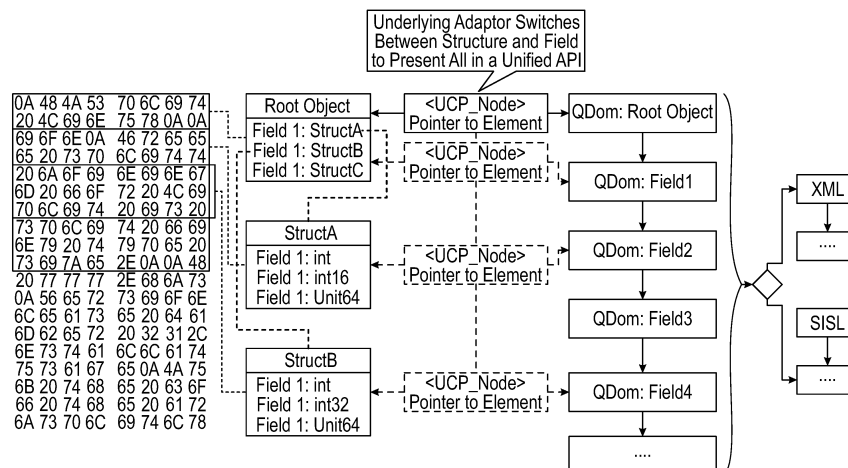 Underlying Adaptor Switches
Between Structure and Field
to Present All in a Unified API
0A 48 4A 53 70 6C 69 74
20 4C 69 6E 75 78 0A 0A
69 6F 6E 0A 46 72 65 65
65 20 73 70 6C 69 74 74
20 6A 6F 69 6E 69 6E 67
6D 20 66 6F 72 20 4C 69
70 6C 69 74 20 69 73 20
73 70 6C 69 74 20 66 69
6E 79 20 74 79 70 65 20
73 69 7A 65 2E 0A 0A 48
20 77 77 77 2E 68 6A 73
0A 56 65 72 73 69 6F 6E
6C 65 61 73 65 20 64 61
6D 62 65 72 20 32 31 2C
6E 73 74 61 6C 6C 61 74
75 73 61 67 65 0A 4A 75
6B 20 74 68 65 20 63 6F
66 20 74 68 65 20 61 72
6A 73 70 6C 69 74 6C 78
Root Object
Field 1: StructA
Field 1: StructB
Field 1: StructC
StructA
Field 1: int
Field 1: int16
Field 1: Unit64
StructB
Field 1: int
Field 1: int32
Field 1: Unit64
<UCP_Node>
Pointer to Element
<UCP_Node>
Pointer to Element
<UCP_Node>
Pointer to Element
<UCP_Node>
Pointer to Element
QDom: Root Object
QDom: Field1
QDom: Field2
QDom: Field3
QDom: Field4
....
XML
....
SISL
....